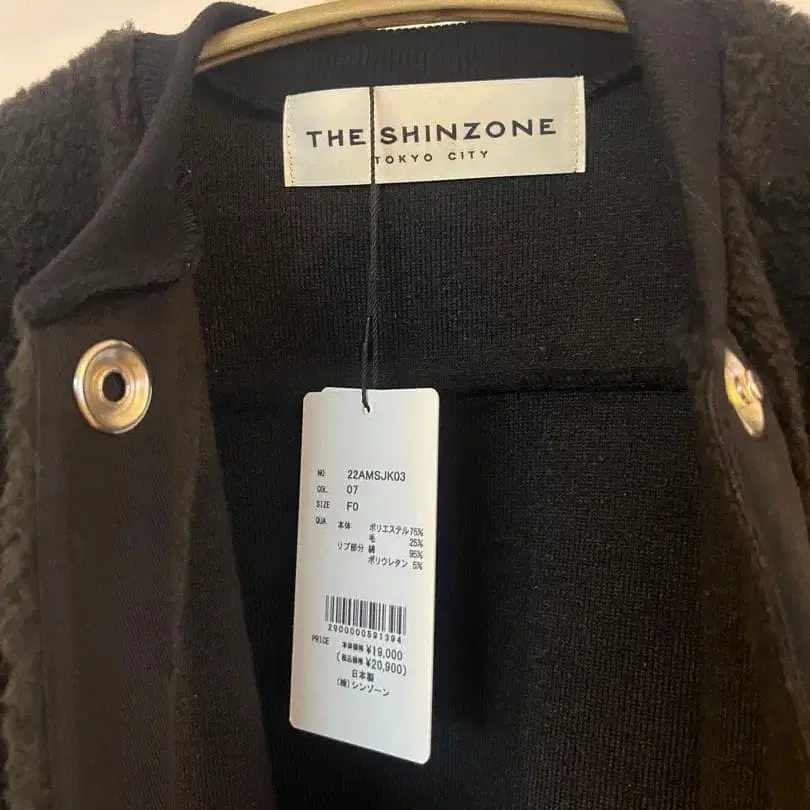 THE SHINZONE
TOKYO CITY
NO 22AMSJK03
COL. 07
SIZE F0
QUA. 本体 ポリエステル75%
毛 25%
リブ部分 綿 95%
ポリウレタン 5%
2900000591394
PRICE 本体価格 ¥19,000
(税込価格 ¥20,900)
日本製
(株)シンゾーン